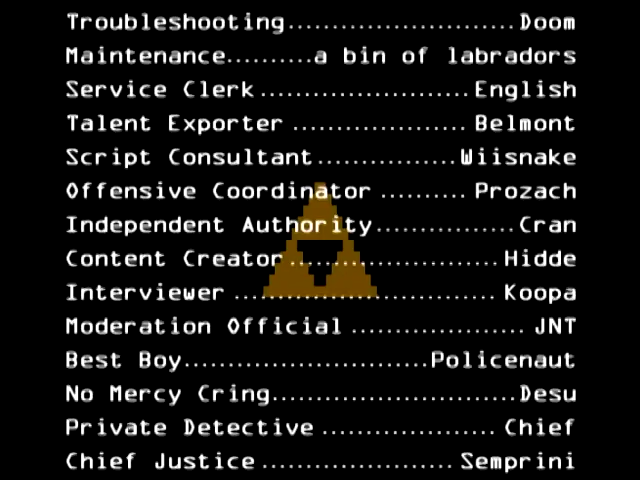 Troubleshooting..........................Doom
Maintenance..........a bin of labradors
Service Clerk........................English
Talent Exporter....................Belmont
Script Consultant................Wiisnake
Offensive Coordinator..........Prozach
Independent Authority................Cran
Content Creator........................Hidde
Interviewer..............................Koopa
Moderation Official.....................JNT
Best Boy............................Policenaut
No Mercy Cring............................Desu
Private Detective....................Chief
Chief Justice......................Semprini